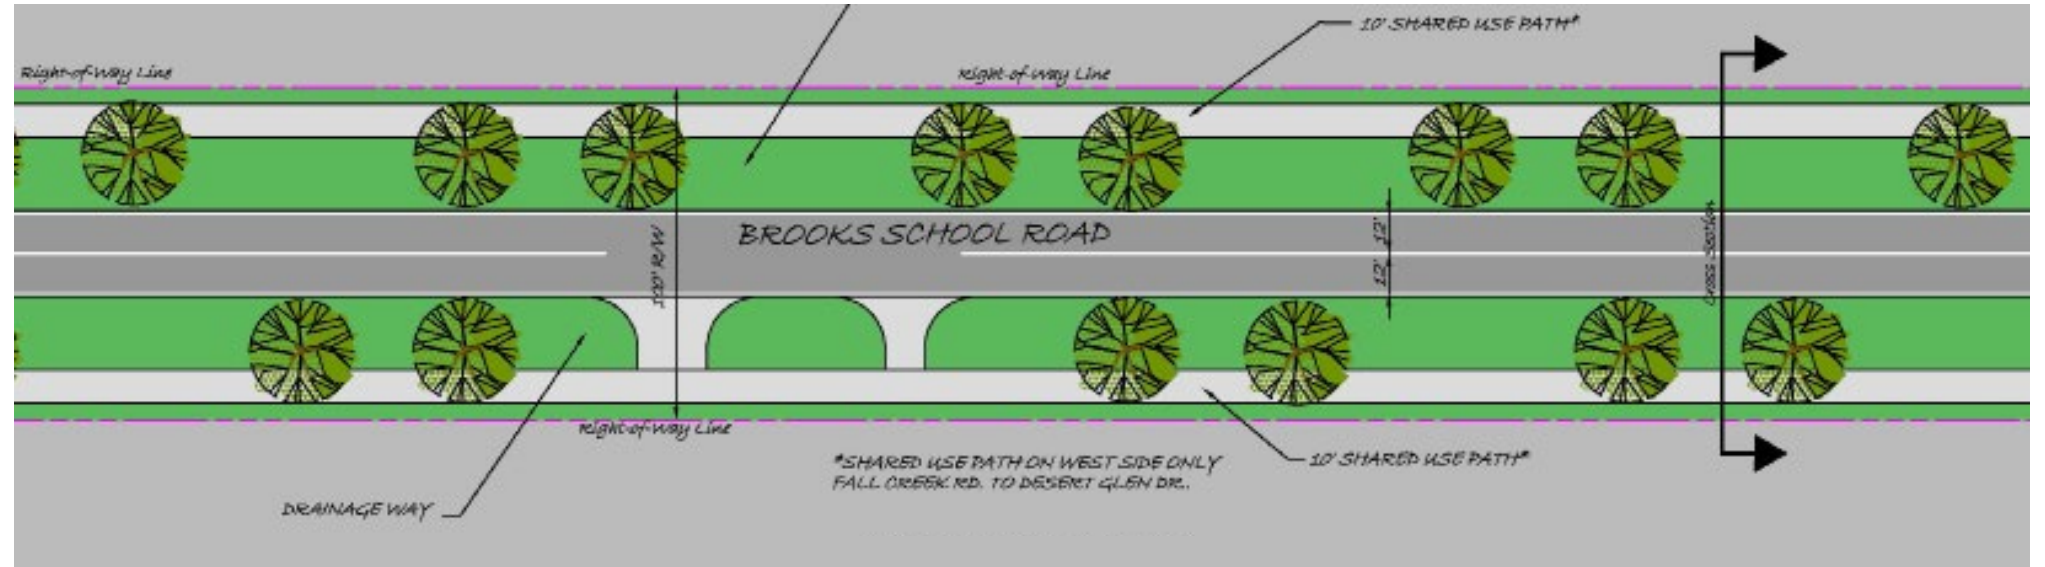 10' SHARED USE PATH*
Right-of-Way Line
Right-of-Way Line
BROOKS SCHOOL ROAD
100' R/W
12'
12'
Cross Section
Right-of-Way Line
*SHARED USE PATH ON WEST SIDE ONLY
FALL CREEK RD. TO DESERT GLEN DR.
10' SHARED USE PATH*
DRAINAGE WAY